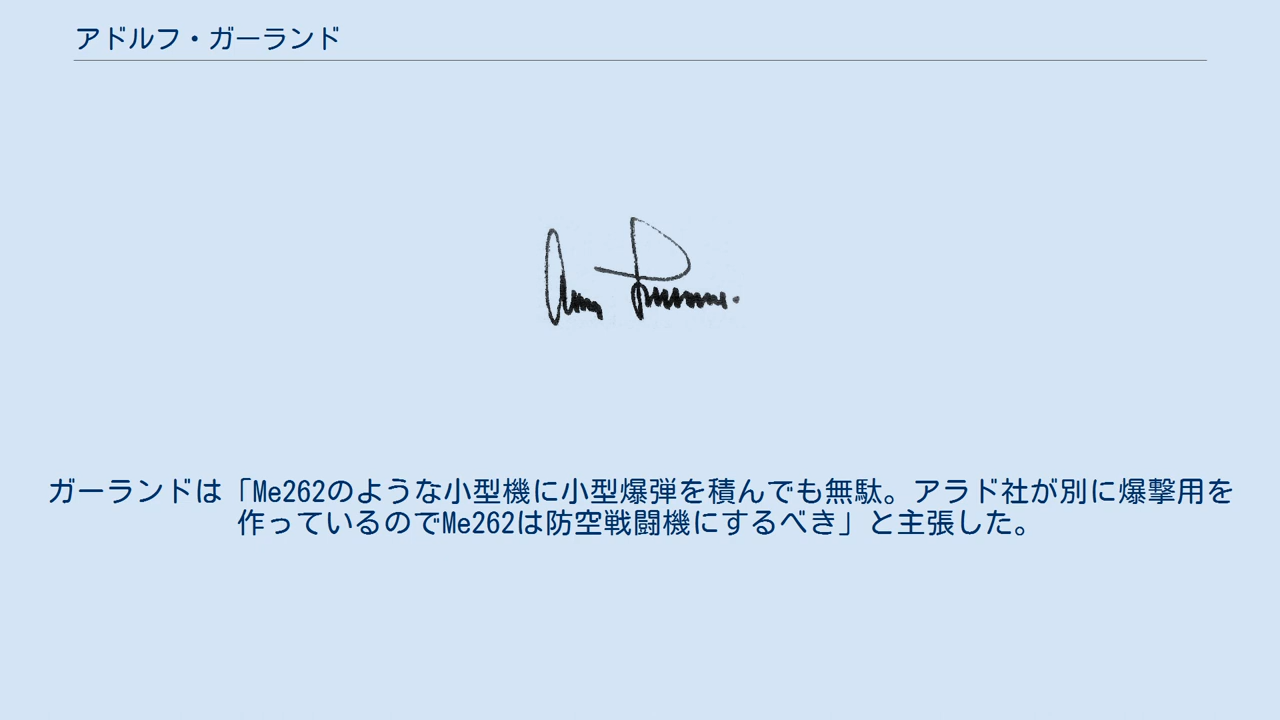 アドルフ・ガーランド
ガーランドは「Me262のような小型機に小型爆弾を積んでも無駄。アラド社が別に爆撃用を
作っているのでMe262は防空戦闘機にするべき」と主張した。